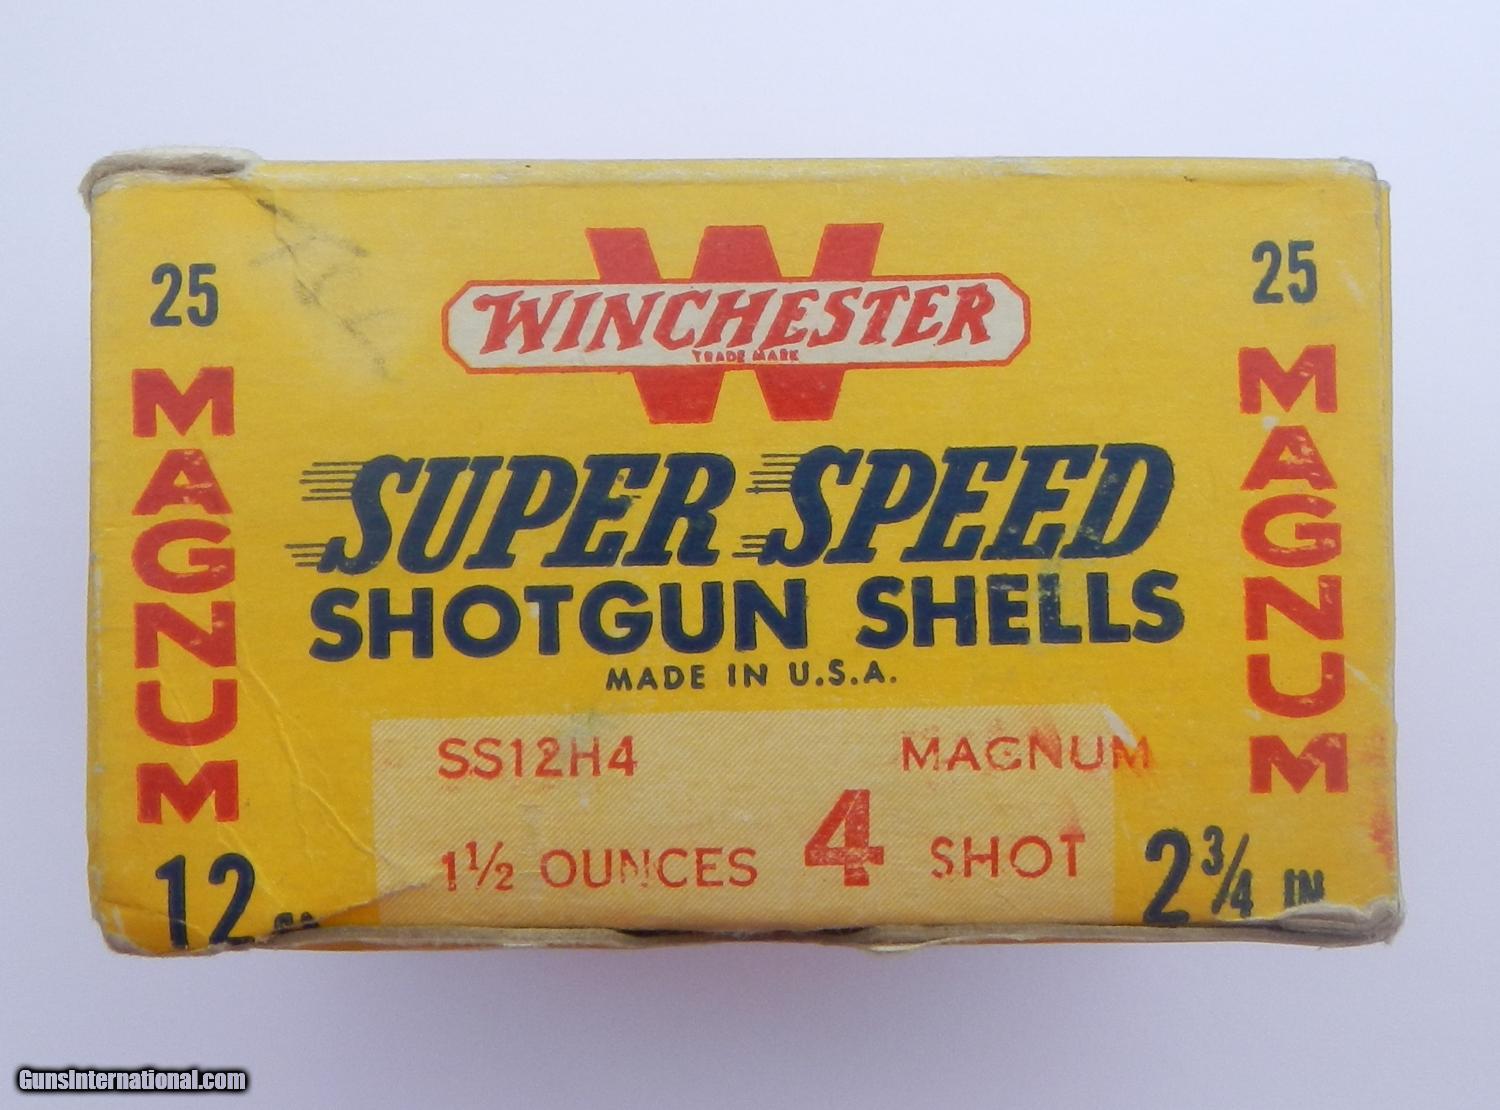 25
25
W
WINCHESTER
TRADE MARK
MAGNUM
MAGNUM
SUPER SPEED
SHOTGUN SHELLS
MADE IN U.S.A.
SS12H4 MAGNUM
1½ OUNCES 4 SHOT
12 GA
2¾ IN
GunsInternational.com